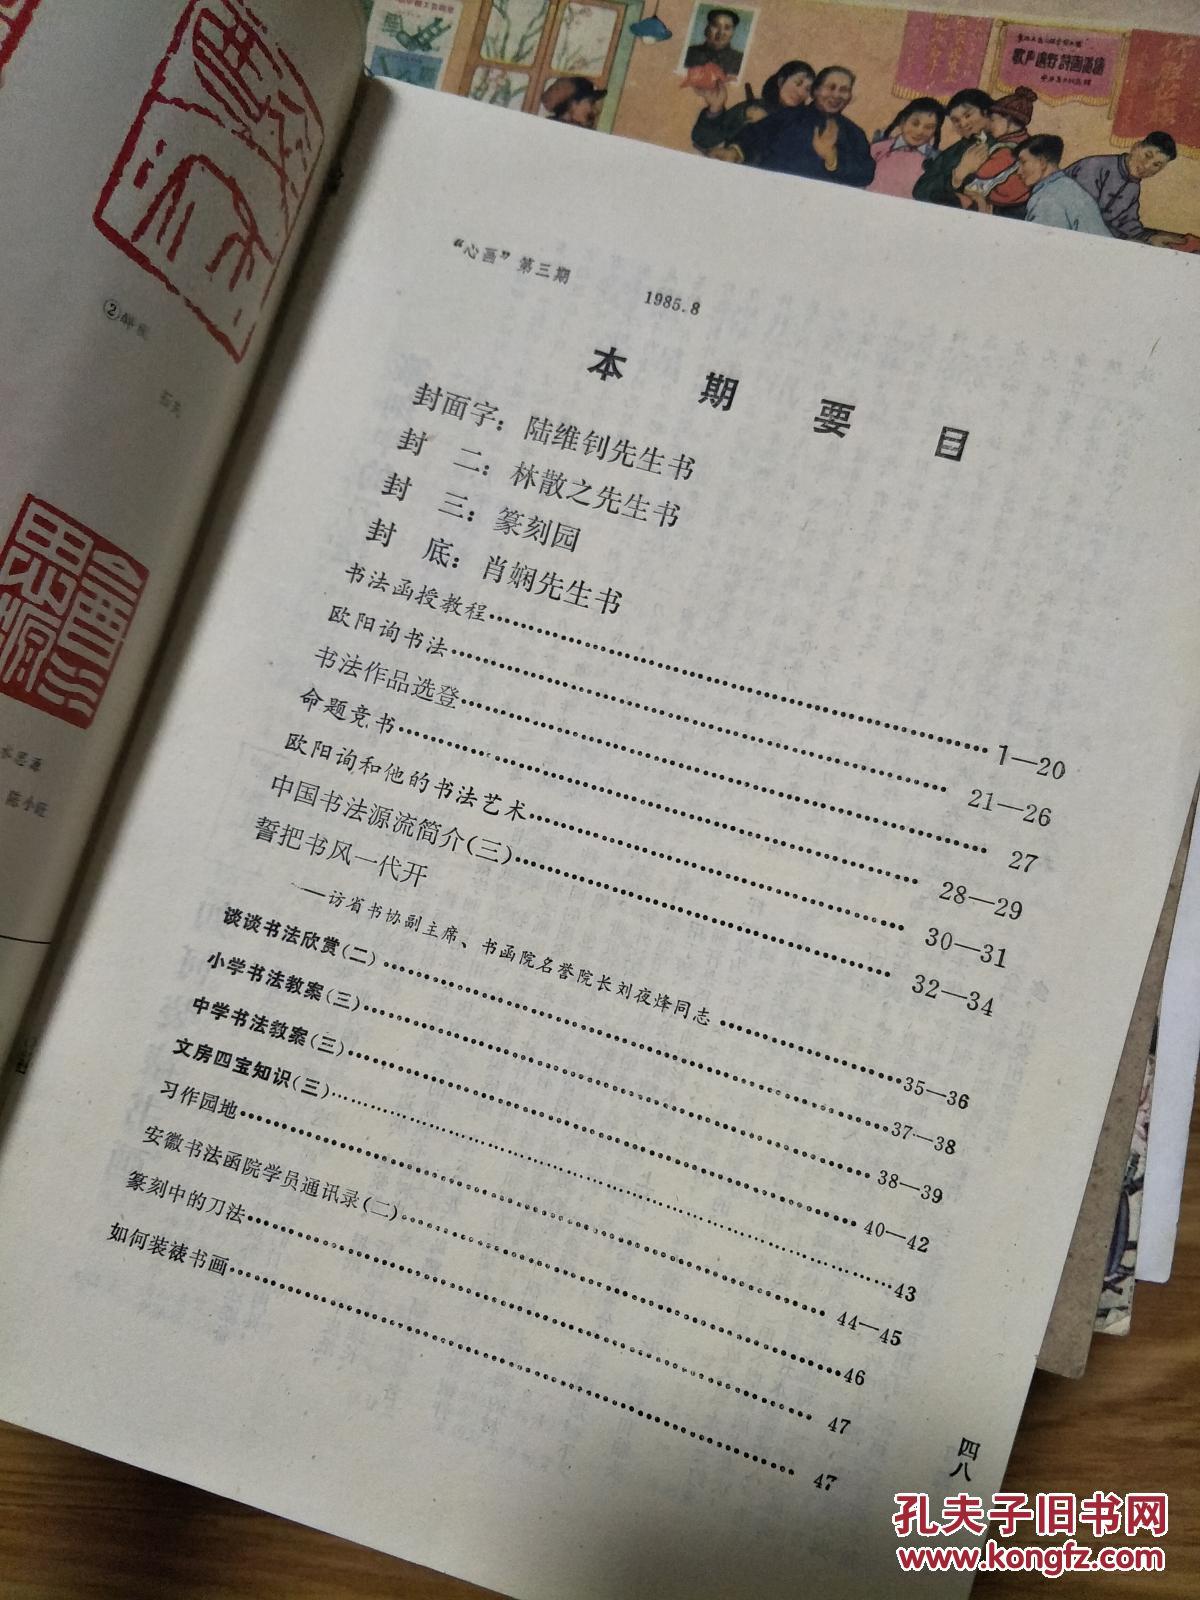 “心画”第三期
1985.8
本期要目
封面字：陆维钊先生书
封二：林散之先生书
封三：篆刻园
封底：肖娴先生书
书法函授教程……1—20
欧阳询书法……21—26
书法作品选登……27
命题竞书……28—29
欧阳询和他的书法艺术……30—31
中国书法源流简介（三）……32—34
誓把书风一代开
——访省书协副主席、书函院名誉院长刘夜烽同志……35—36
谈谈书法欣赏（二）……37—38
小学书法教案（三）……38—39
中学书法教案（三）……40—42
文房四宝知识（三）……43
习作园地……44—45
安徽书法函院学员通讯录（二）……46
篆刻中的刀法……47
如何装裱书画……47
四八
孔夫子旧书网
www.kongfz.com